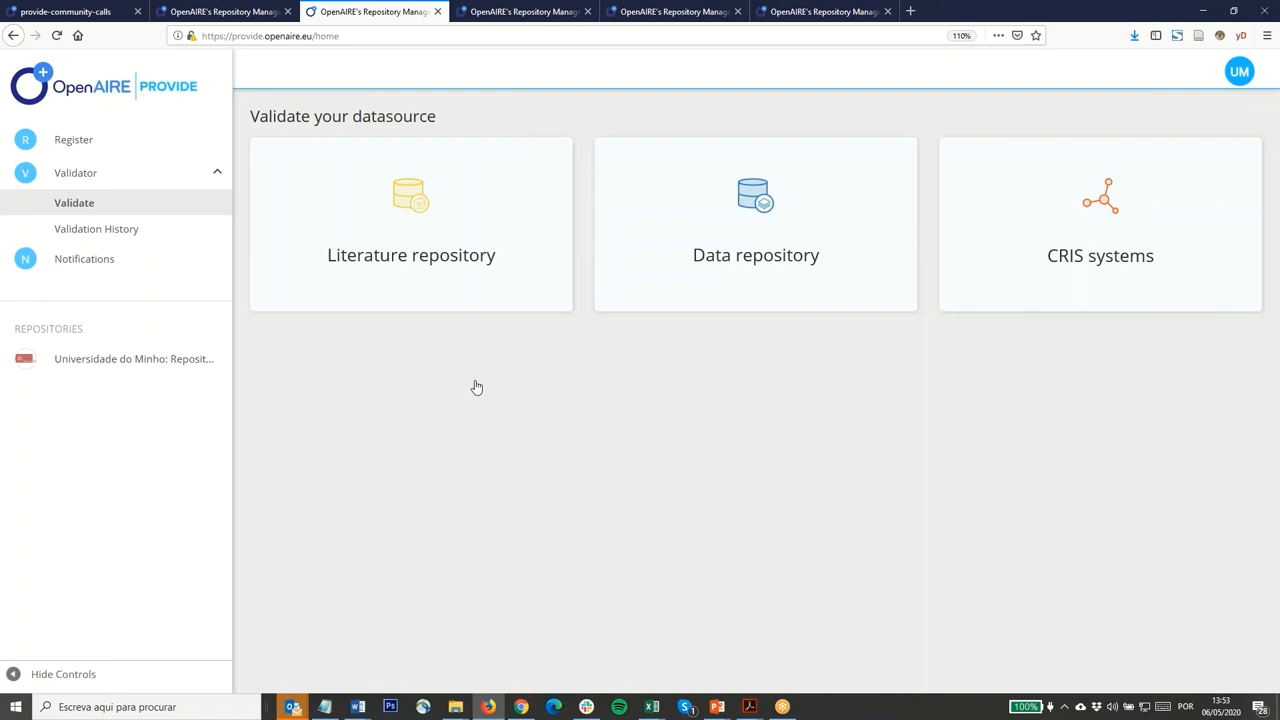 provide-community-calls
OpenAIRE's Repository Manag
OpenAIRE's Repository Manag
OpenAIRE's Repository Manag
OpenAIRE's Repository Manag
OpenAIRE's Repository Manag
https://provide.openaire.eu/home
110%
yD
OpenAIRE PROVIDE
UM
R Register
V Validator
Validate
Validation History
N Notifications
REPOSITORIES
Universidade do Minho: Reposit...
Hide Controls
Validate your datasource
Literature repository
Data repository
CRIS systems
Escreva aqui para procurar
Ps
100%
POR
13:53
06/05/2020
28